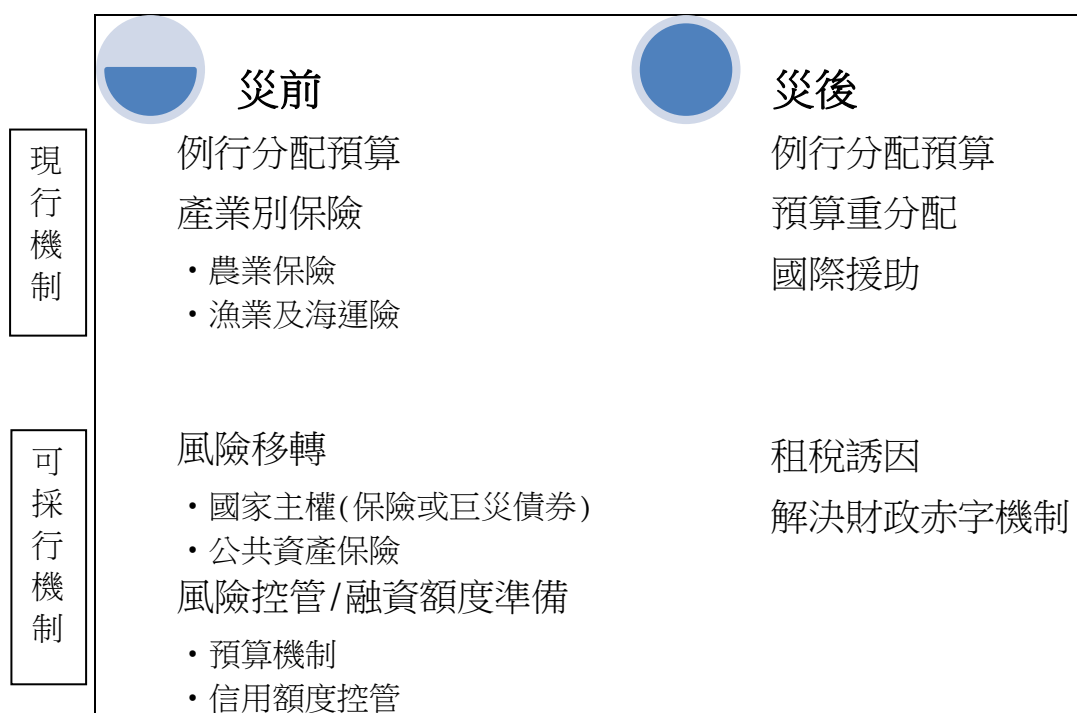 災前
災後
現行機制
例行分配預算
產業別保險
・農業保險
・漁業及海運險
例行分配預算
預算重分配
國際援助
可採行機制
風險移轉
・國家主權(保險或巨災債券)
・公共資產保險
風險控管/融資額度準備
・預算機制
・信用額度控管
租稅誘因
解決財政赤字機制